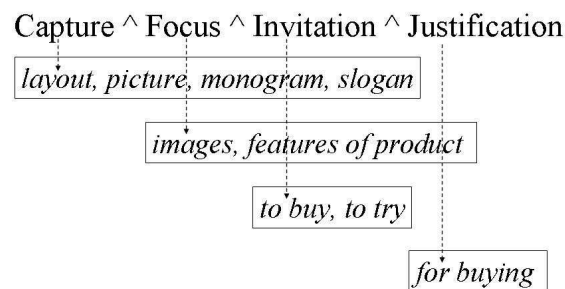 Capture ^ Focus ^ Invitation ^ Justification
layout, picture, monogram, slogan
images, features of product
to buy, to try
for buying